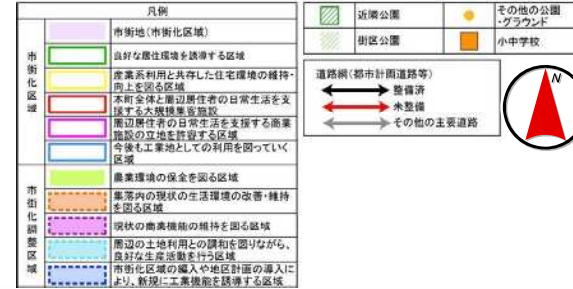 凡例
市街化区域
市街地(市街化区域)
良好な居住環境を誘導する区域
産業系利用と共存した住宅環境の維持・
向上を図る区域
本町全体と周辺居住者の日常生活を支
援する大規模集客施設
周辺居住者の日常生活を支援する商業
施設の立地を許容する区域
今後も工業地としての利用を図っていく
区域
市街化調整区域
農業環境の保全を図る区域
集落内の現状の生活環境の改善・維持
を図る区域
現状の商業機能の維持を図る区域
周辺の土地利用との調和を図りながら、
良好な生産活動を行う区域
市街化区域の編入や地区計画の導入に
より、新規に工業機能を誘導する区域
近隣公園
その他の公園
・グラウンド
街区公園
小中学校
道路網(都市計画道路等)
整備済
未整備
その他の主要道路
N